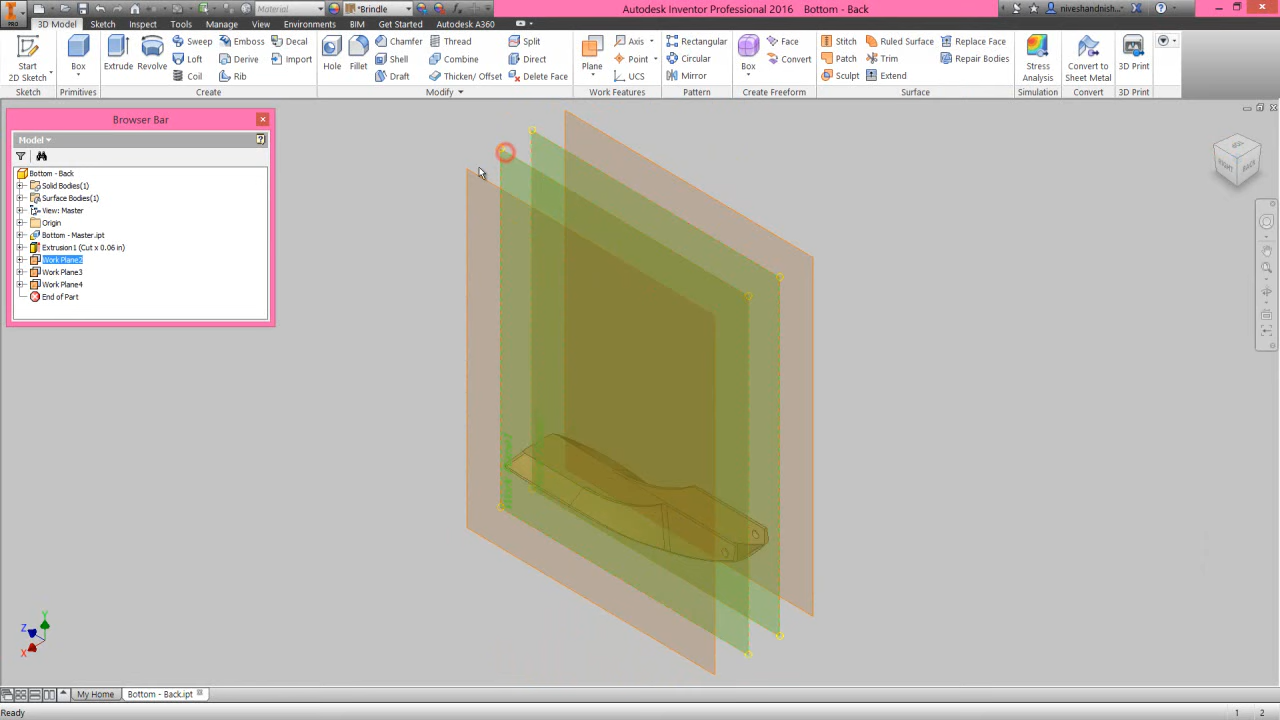 PRO
Material
*Brindle
Autodesk Inventor Professional 2016 Bottom - Back
niveshandnish...
3D Model Sketch Inspect Tools Manage View Environments BIM Get Started Autodesk A360
Start
2D Sketch
Sketch
Box
Primitives
Extrude
Revolve
Sweep
Loft
Coil
Emboss
Derive
Rib
Decal
Import
Create
Hole
Fillet
Chamfer
Shell
Draft
Thread
Combine
Thicken/ Offset
Split
Direct
Delete Face
Modify
Plane
Axis
Point
UCS
Work Features
Rectangular
Circular
Mirror
Pattern
Box
Face
Convert
Create Freeform
Stitch
Patch
Sculpt
Ruled Surface
Trim
Extend
Replace Face
Repair Bodies
Surface
Stress
Analysis
Simulation
Convert to
Sheet Metal
Convert
3D Print
3D Print
Browser Bar
Model
Bottom - Back
Solid Bodies(1)
Surface Bodies(1)
View: Master
Origin
Bottom - Master.ipt
Extrusion1 (Cut x 0.06 in)
Work Plane2
Work Plane3
Work Plane4
End of Part
RIGHT
BACK
Y
Z
X
My Home
Bottom - Back.ipt
Ready
1 2